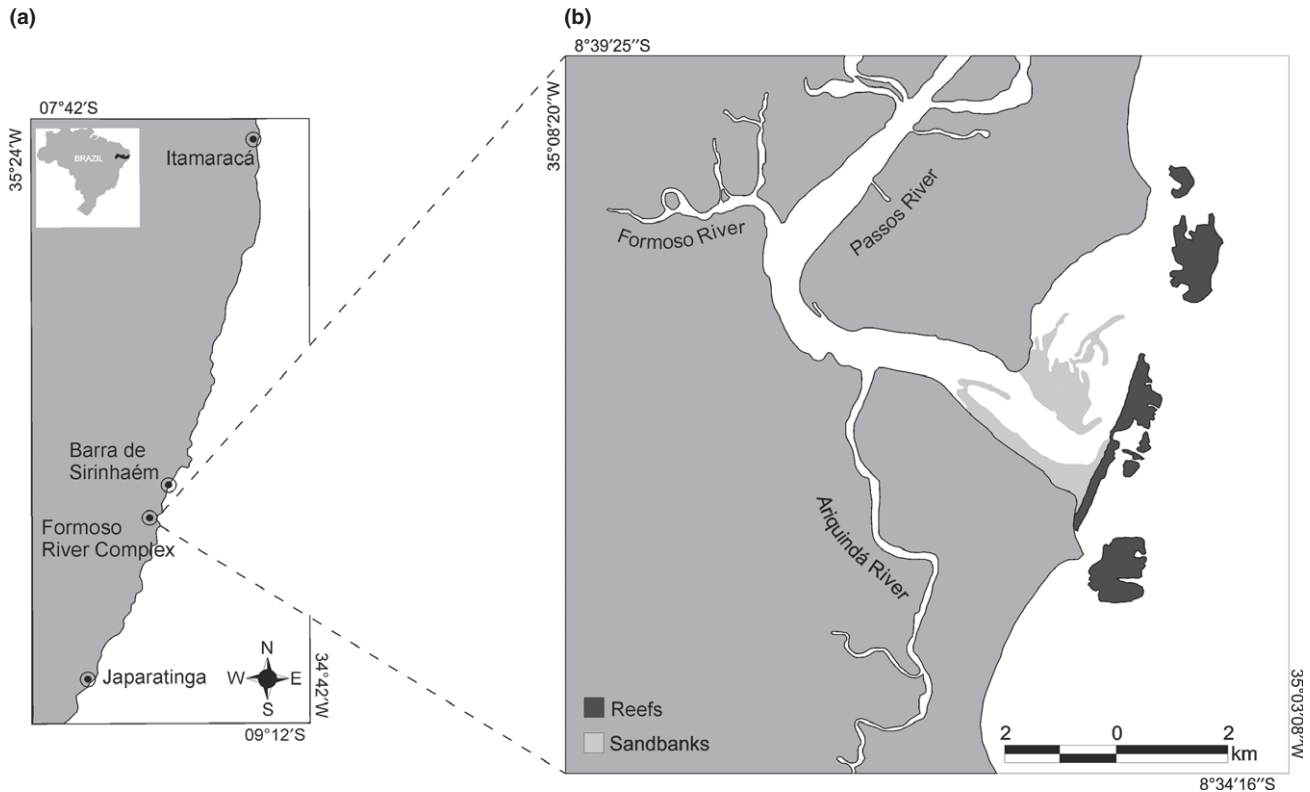 (a)
07°42'S
35°24'W
BRAZIL
Itamaracá
Barra de
Sirinhaém
Formoso
River Complex
Japaratinga
N
W
E
S
34°42'W
09°12'S
(b)
8°39'25''S
35°08'20''W
Formoso River
Passos River
Ariquindá River
Reefs
Sandbanks
2 0 2
km
35°03'08''W
8°34'16''S